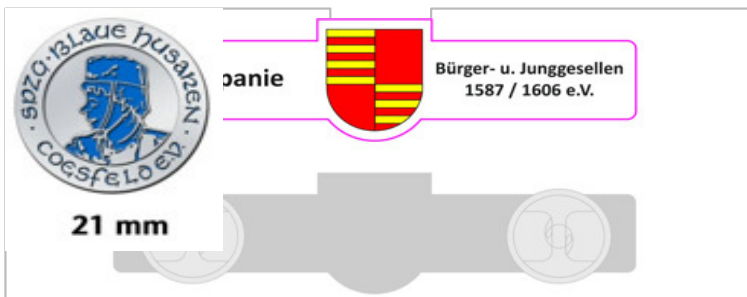 SPZG · BLAUE HUSAREN ·
COESFELD E.V.
21 mm
panie
Bürger- u. Junggesellen
1587 / 1606 e.V.